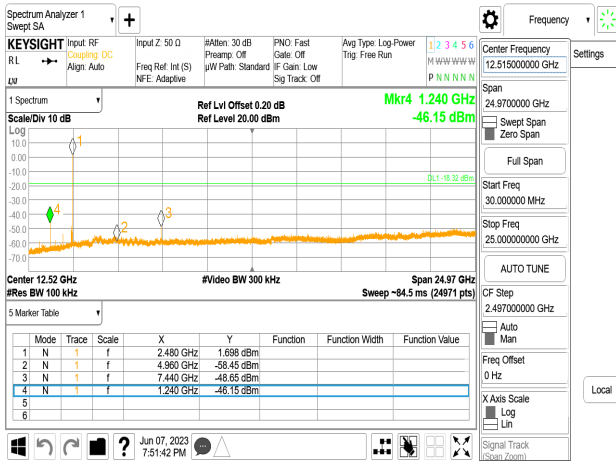 Spectrum Analyzer 1
Swept SA
Frequency
KEYSIGHT Input: RF Input Z: 50 Ω #Atten: 30 dB PNO: Fast Avg Type: Log-Power 1 2 3 4 5 6
RL Coupling: DC Preamp: Off Gate: Off Trig: Free Run M W W W W W
Align: Auto Freq Ref: Int (S) µW Path: Standard IF Gain: Low
NFE: Adaptive Sig Track: Off P N N N N N
LXI
1 Spectrum
Scale/Div 10 dB
Ref Lvl Offset 0.20 dB
Ref Level 20.00 dBm
Mkr4 1.240 GHz
-46.15 dBm
Log
10.0
0.00
-10.0
-20.0
-30.0
-40.0
-50.0
-60.0
-70.0
1
2
3
4
DL1 -18.32 dBm
Center 12.52 GHz #Video BW 300 kHz Span 24.97 GHz
#Res BW 100 kHz Sweep ~84.5 ms (24971 pts)
5 Marker Table
Mode Trace Scale X Y Function Function Width Function Value
1 N 1 f 2.480 GHz 1.698 dBm
2 N 1 f 4.960 GHz -58.45 dBm
3 N 1 f 7.440 GHz -48.65 dBm
4 N 1 f 1.240 GHz -46.15 dBm
5
6
Jun 07, 2023
7:51:42 PM
?
Center Frequency
12.515000000 GHz
Settings
Span
24.9700000 GHz
Swept Span
Zero Span
Full Span
Start Freq
30.000000 MHz
Stop Freq
25.000000000 GHz
AUTO TUNE
CF Step
2.497000000 GHz
Auto
Man
Freq Offset
0 Hz
Local
X Axis Scale
Log
Lin
Signal Track
(Span Zoom)